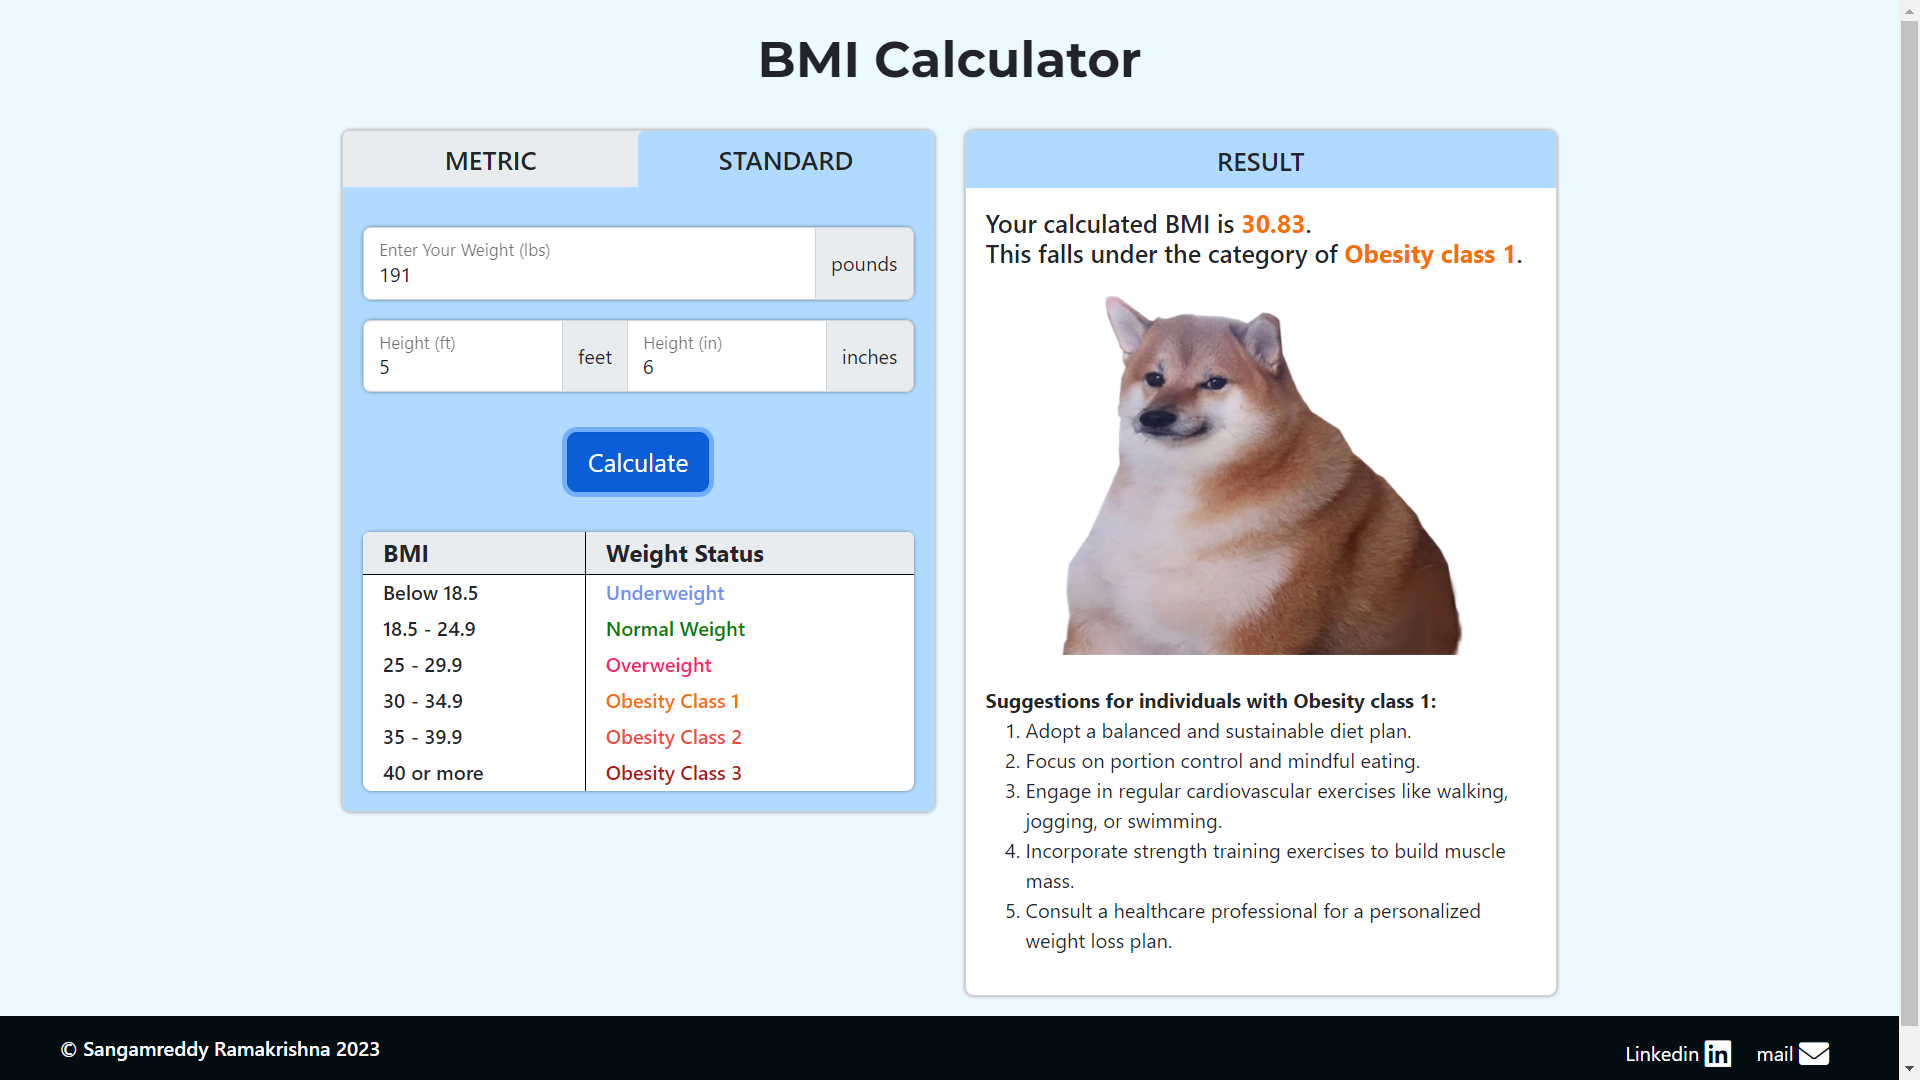 BMI Calculator
METRIC
STANDARD
Enter Your Weight (lbs)
191
pounds
Height (ft)
5
feet
Height (in)
6
inches
Calculate
BMI Weight Status
Below 18.5 Underweight
18.5 - 24.9 Normal Weight
25 - 29.9 Overweight
30 - 34.9 Obesity Class 1
35 - 39.9 Obesity Class 2
40 or more Obesity Class 3
RESULT
Your calculated BMI is 30.83.
This falls under the category of Obesity class 1.
Suggestions for individuals with Obesity class 1:
1. Adopt a balanced and sustainable diet plan.
2. Focus on portion control and mindful eating.
3. Engage in regular cardiovascular exercises like walking,
jogging, or swimming.
4. Incorporate strength training exercises to build muscle
mass.
5. Consult a healthcare professional for a personalized
weight loss plan.
© Sangamreddy Ramakrishna 2023
Linkedin in
mail